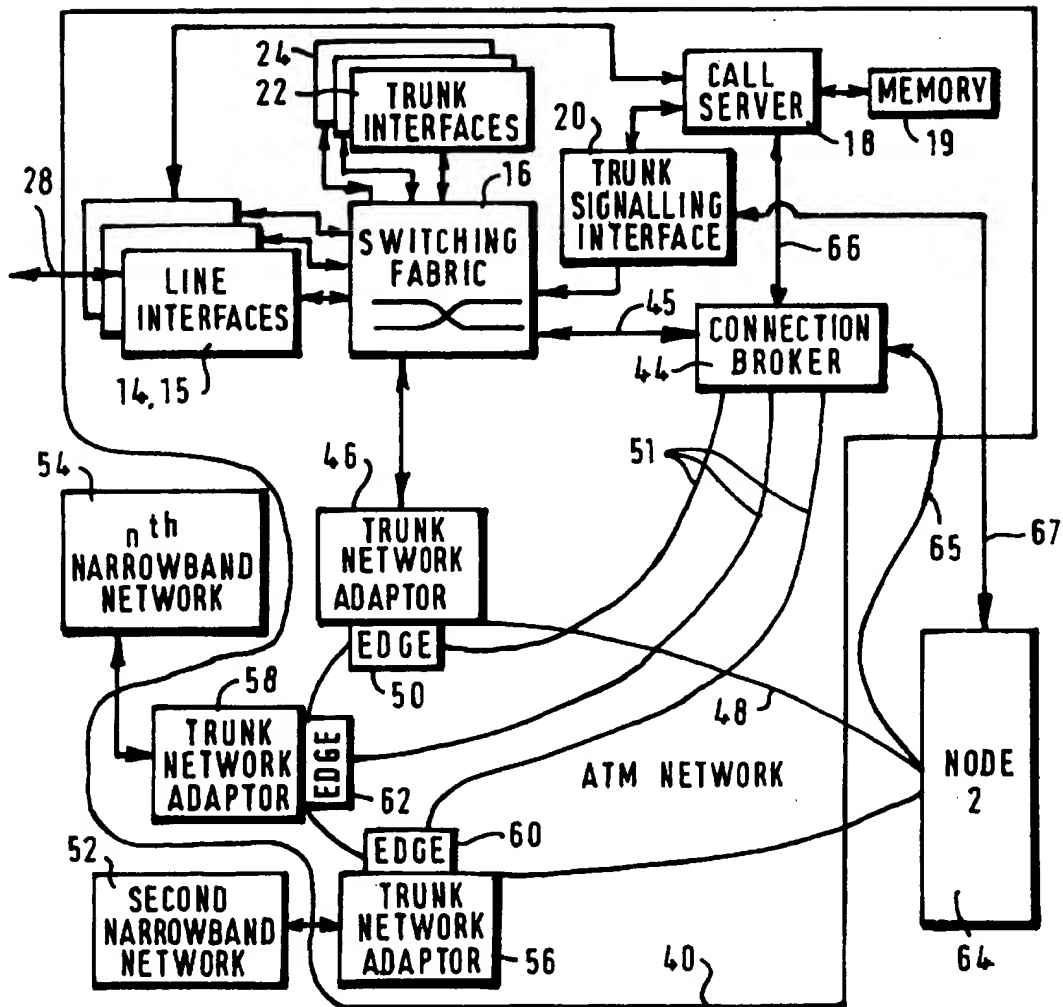 24
22
TRUNK
INTERFACES
CALL
SERVER
18
MEMORY
19
20
TRUNK
SIGNALLING
INTERFACE
28
16
SWITCHING
FABRIC
LINE
INTERFACES
14,15
66
45
CONNECTION
BROKER
44
51
54
nth
NARROWBAND
NETWORK
46
TRUNK
NETWORK
ADAPTOR
EDGE
50
65
67
58
TRUNK
NETWORK
ADAPTOR
EDGE
62
48
ATM NETWORK
NODE
2
64
60
EDGE
TRUNK
NETWORK
ADAPTOR
56
52
SECOND
NARROWBAND
NETWORK
40